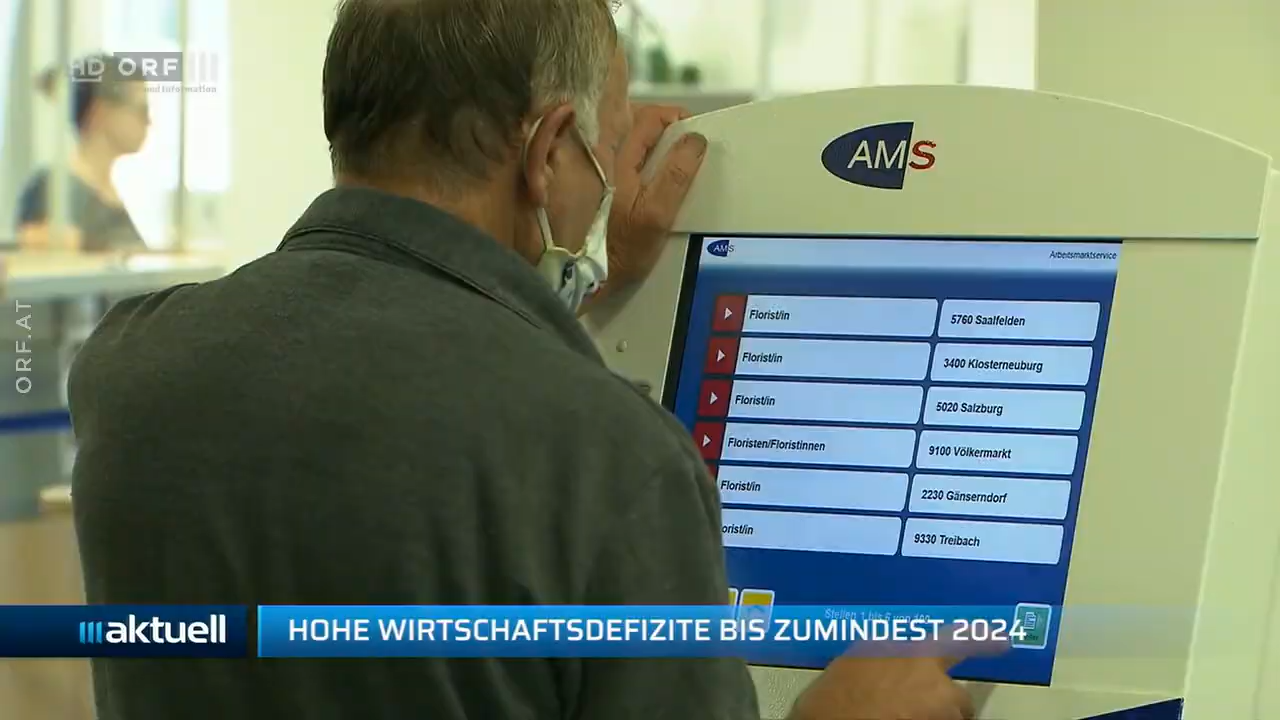 HD ORF III
AMS
AMS
Arbeitsmarktservice
Florist/in 5760 Saalfelden
Florist/in 3400 Klosterneuburg
Florist/in 5020 Salzburg
Floristen/Floristinnen 9100 Völkermarkt
Florist/in 2230 Gänserndorf
orist/in 9330 Treibach
ORF.AT
aktuell HOHE WIRTSCHAFTSDEFIZITE BIS ZUMINDEST 2024